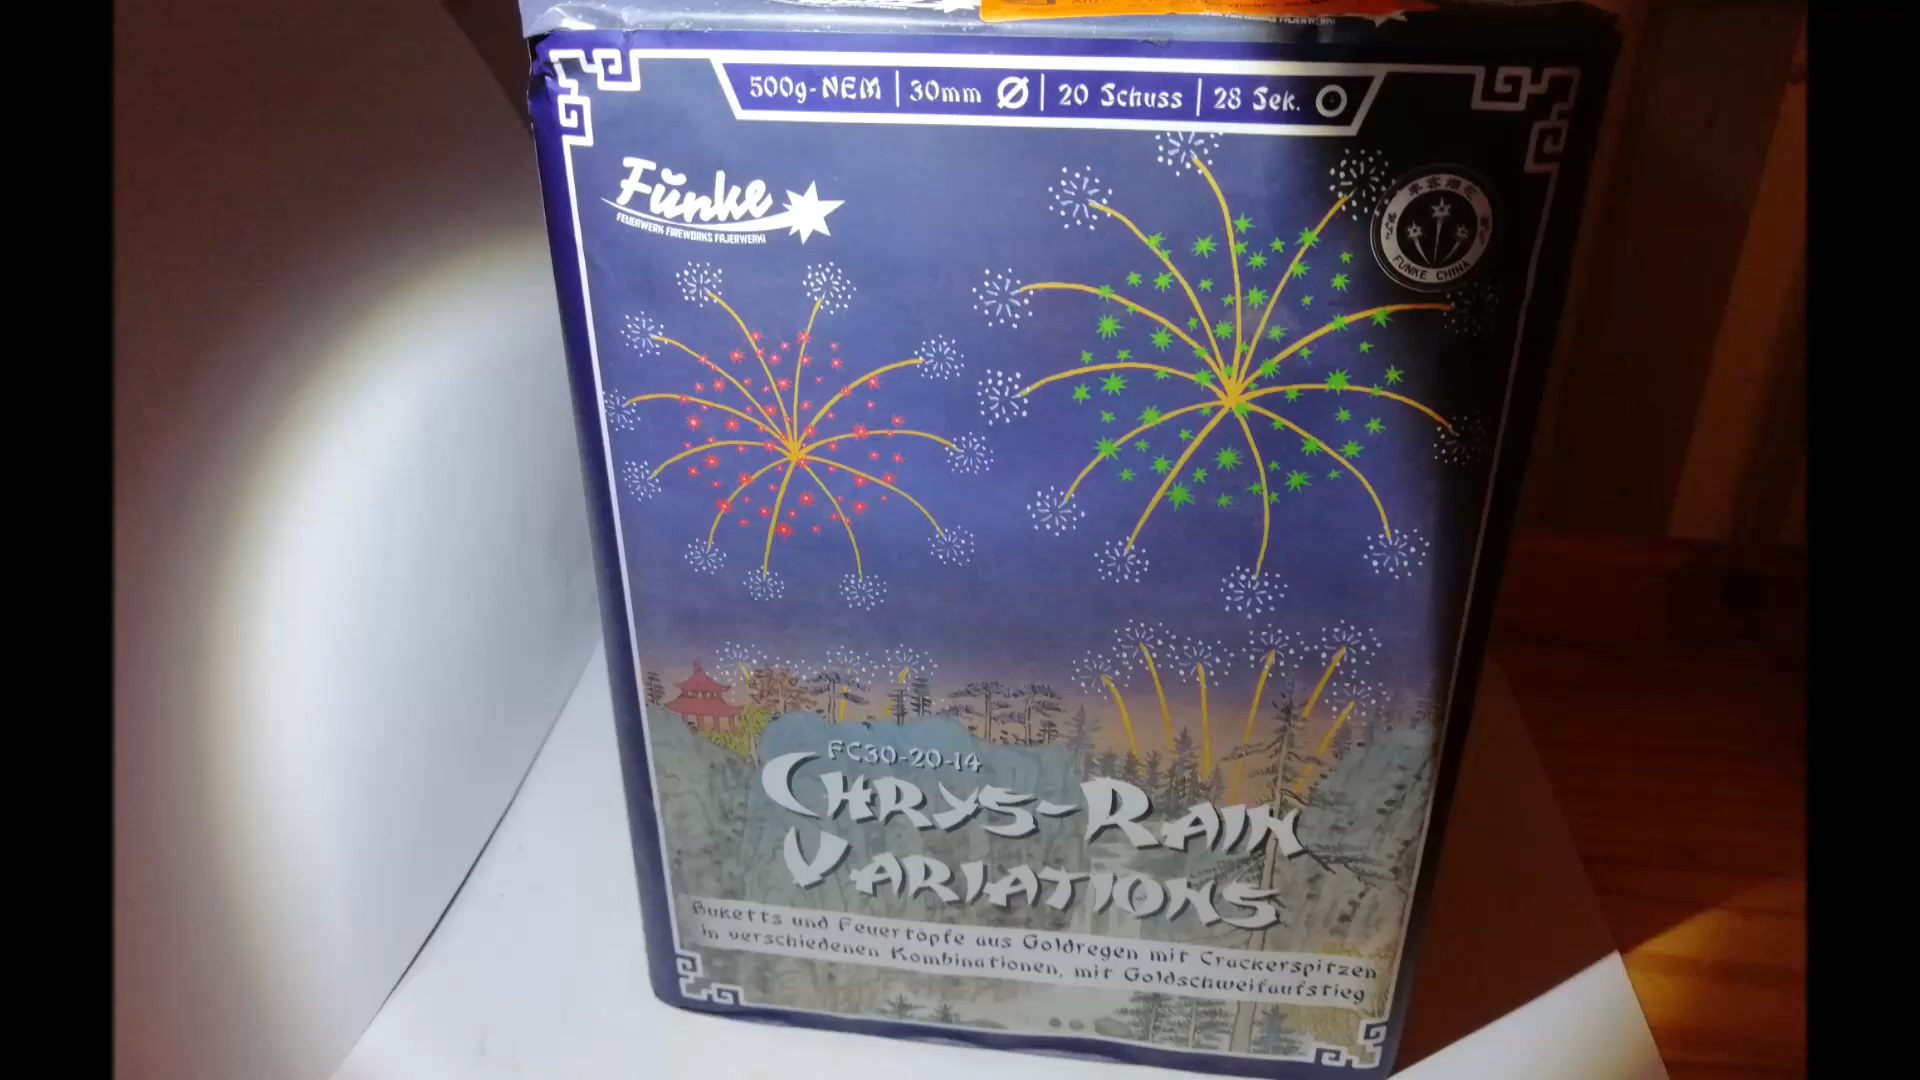 500g-NEM | 30mm Ø | 20 Schuss | 28 Sek.
Funke
FEUERWERK FIREWORKS FAJERWERKI
FUNKE CHINA
FC30-20-14
CHRYS-RAIN
VARIATIONS
Buketts und Feuertöpfe aus Goldregen mit Crackerspitzen
in verschiedenen Kombinationen, mit Goldschweifaufstieg